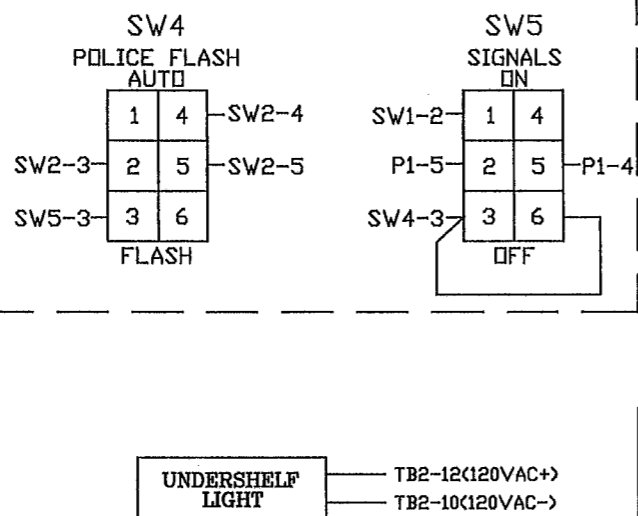 SW4
POLICE FLASH
AUTO
1 4 SW2-4
SW2-3 2 5 SW2-5
SW5-3 3 6
FLASH
SW5
SIGNALS
ON
SW1-2 1 4
P1-5 2 5 P1-4
SW4-3 3 6
OFF
UNDERSHELF
LIGHT
TB2-12(120VAC+)
TB2-10(120VAC-)